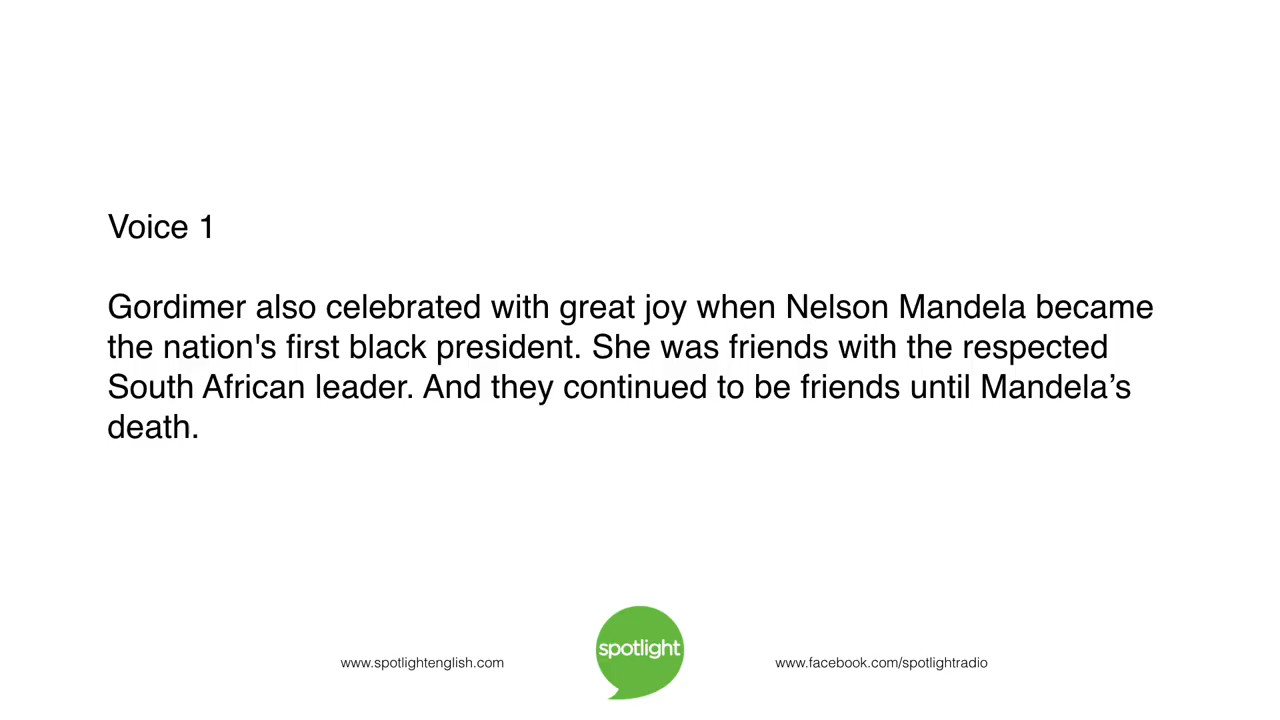 Voice 1
Gordimer also celebrated with great joy when Nelson Mandela became
the nation's first black president. She was friends with the respected
South African leader. And they continued to be friends until Mandela’s
death.
spotlight
www.spotlightenglish.com
www.facebook.com/spotlightradio